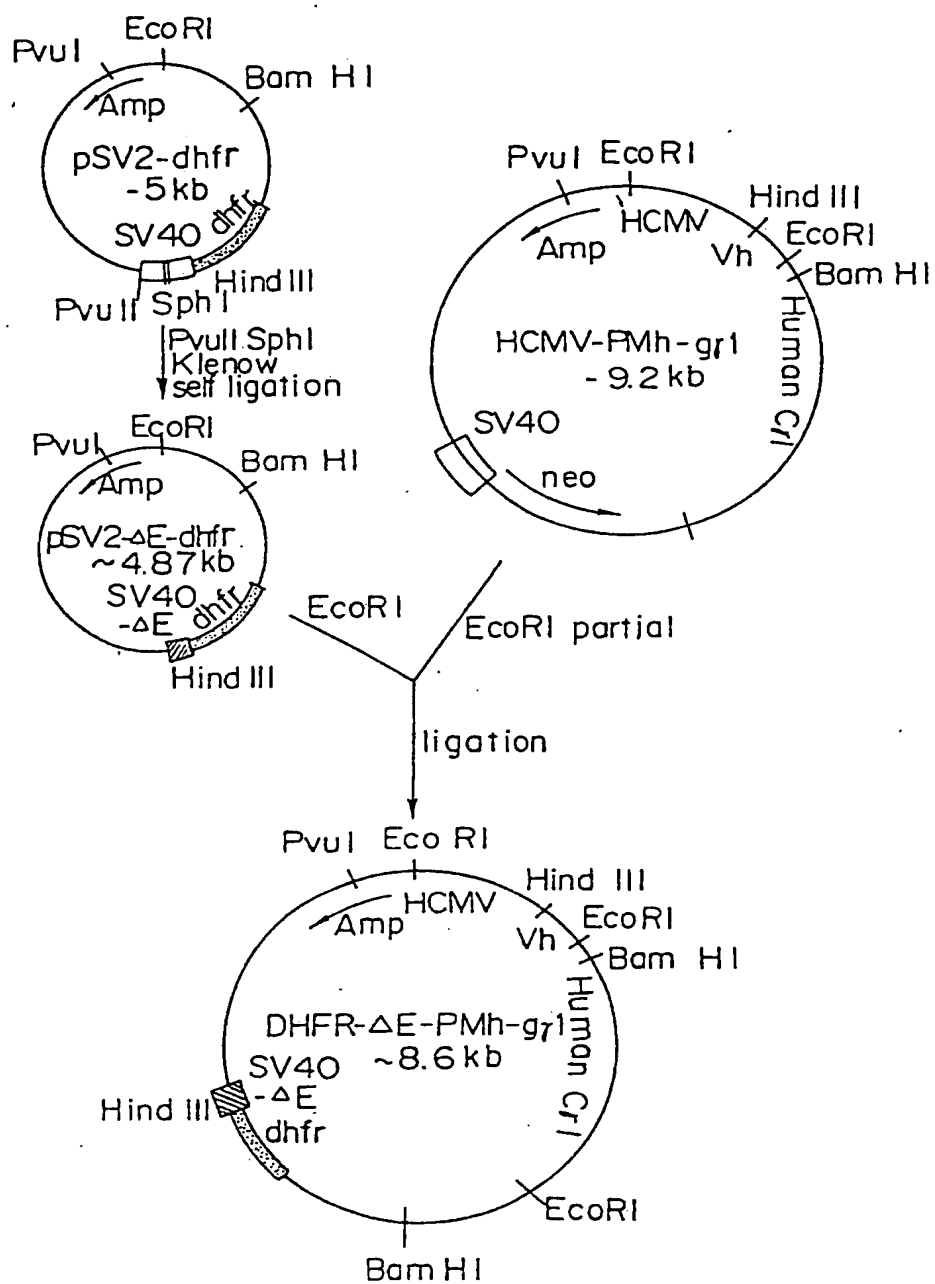 EcoRI
PvuI
Bam HI
Amp
pSV2-dhfr
-5kb
SV40
dhfr
Hind III
PvuII
SphI
PvuII SphI
Klenow
self ligation
PvuI
EcoRI
Hind III
EcoRI
Bam HI
HCMV
Vh
Amp
Human Cγ1
HCMV-PMh-gγ1
-9.2kb
SV40
neo
EcoRI
PvuI
Bam HI
Amp
pSV2-ΔE-dhfr
~4.87kb
SV40
-ΔE
dhfr
Hind III
EcoRI
EcoRI partial
ligation
PvuI
Eco RI
Hind III
EcoRI
Bam HI
HCMV
Vh
Amp
Human Cγ1
DHFR-ΔE-PMh-gγ1
~8.6kb
SV40
-ΔE
dhfr
Hind III
EcoRI
Bam HI